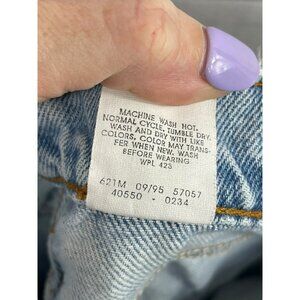 MACHINE WASH HOT,
NORMAL CYCLE, TUMBLE DRY.
WASH AND DRY WITH LIKE
COLORS. COLOR MAY TRANS-
FER WHEN NEW. WASH
BEFORE WEARING
WPL 423
621M 09/95 57057
40550 · 0234